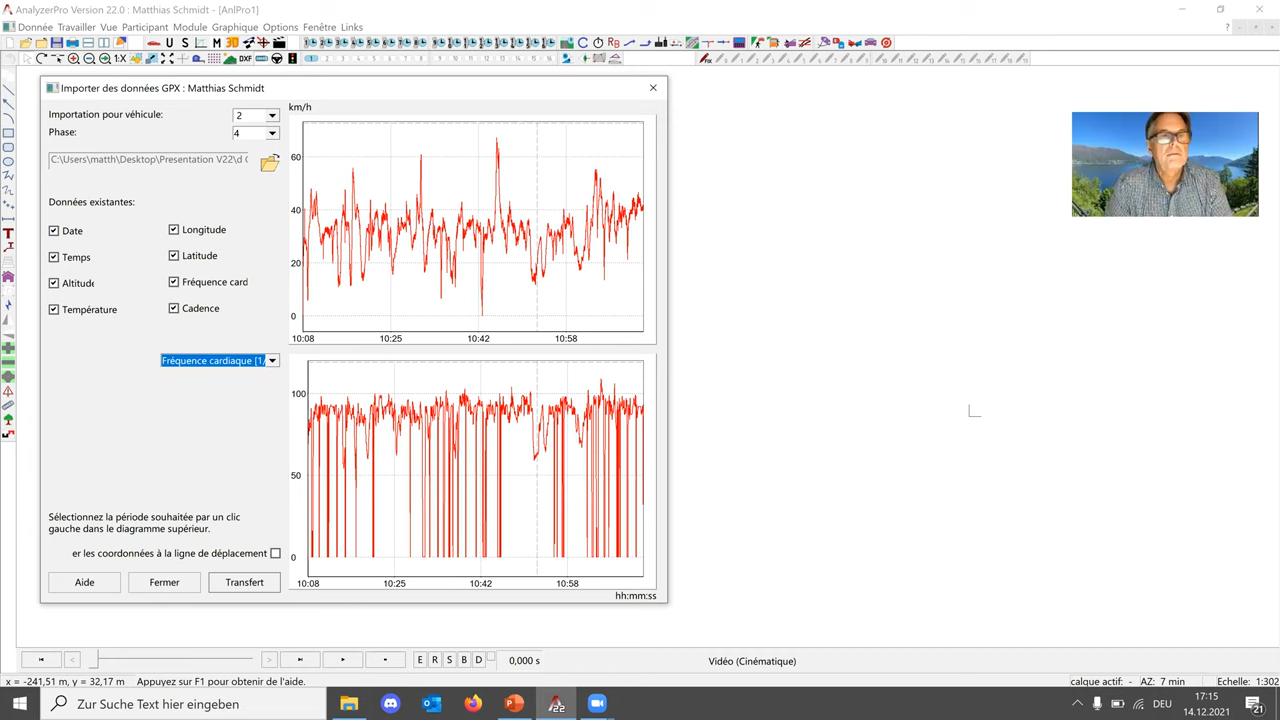 AnalyzerPro Version 22.0 : Matthias Schmidt - [AnlPro1]
Donnée Travailler Vue Participant Module Graphique Options Fenêtre Links
U S M 3D
1:X DXF
Importer des données GPX : Matthias Schmidt
Importation pour véhicule: 2
Phase: 4
C:\Users\matth\Desktop\Presentation V22\d
Données existantes:
Date
Longitude
Temps
Latitude
Altitude
Fréquence card
Température
Cadence
Fréquence cardiaque [1/
Sélectionnez la période souhaitée par un clic
gauche dans le diagramme supérieur.
er les coordonnées à la ligne de déplacement
Aide Fermer Transfert
km/h
60
40
20
0
10:08 10:25 10:42 10:58
100
50
0
10:08 10:25 10:42 10:58
hh:mm:ss
E R S B D 0,000 s Vidéo (Cinématique)
x = -241,51 m y = 32,17 m Appuyez sur F1 pour obtenir de l'aide. calque actif: - AZ: 7 min Echelle: 1:302
Zur Suche Text hier eingeben
22
DEU
17:15
14.12.2021
21